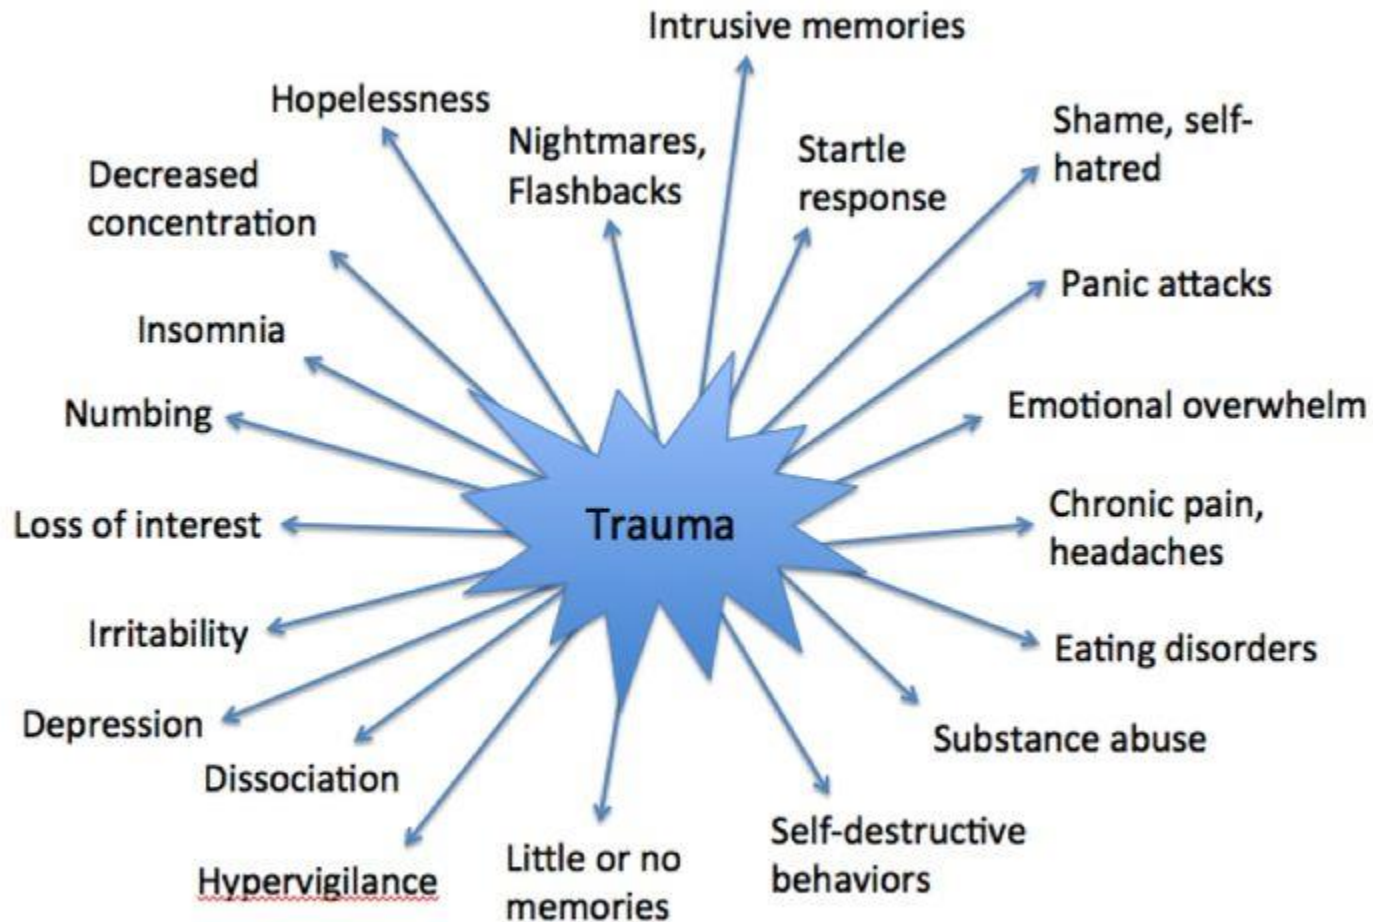 Intrusive memories
Hopelessness
Nightmares,
Flashbacks
Startle
response
Shame, self-
hatred
Decreased
concentration
Panic attacks
Insomnia
Numbing
Emotional overwhelm
Loss of interest
Trauma
Chronic pain,
headaches
Irritability
Eating disorders
Depression
Substance abuse
Dissociation
Hypervigilance
Little or no
memories
Self-destructive
behaviors